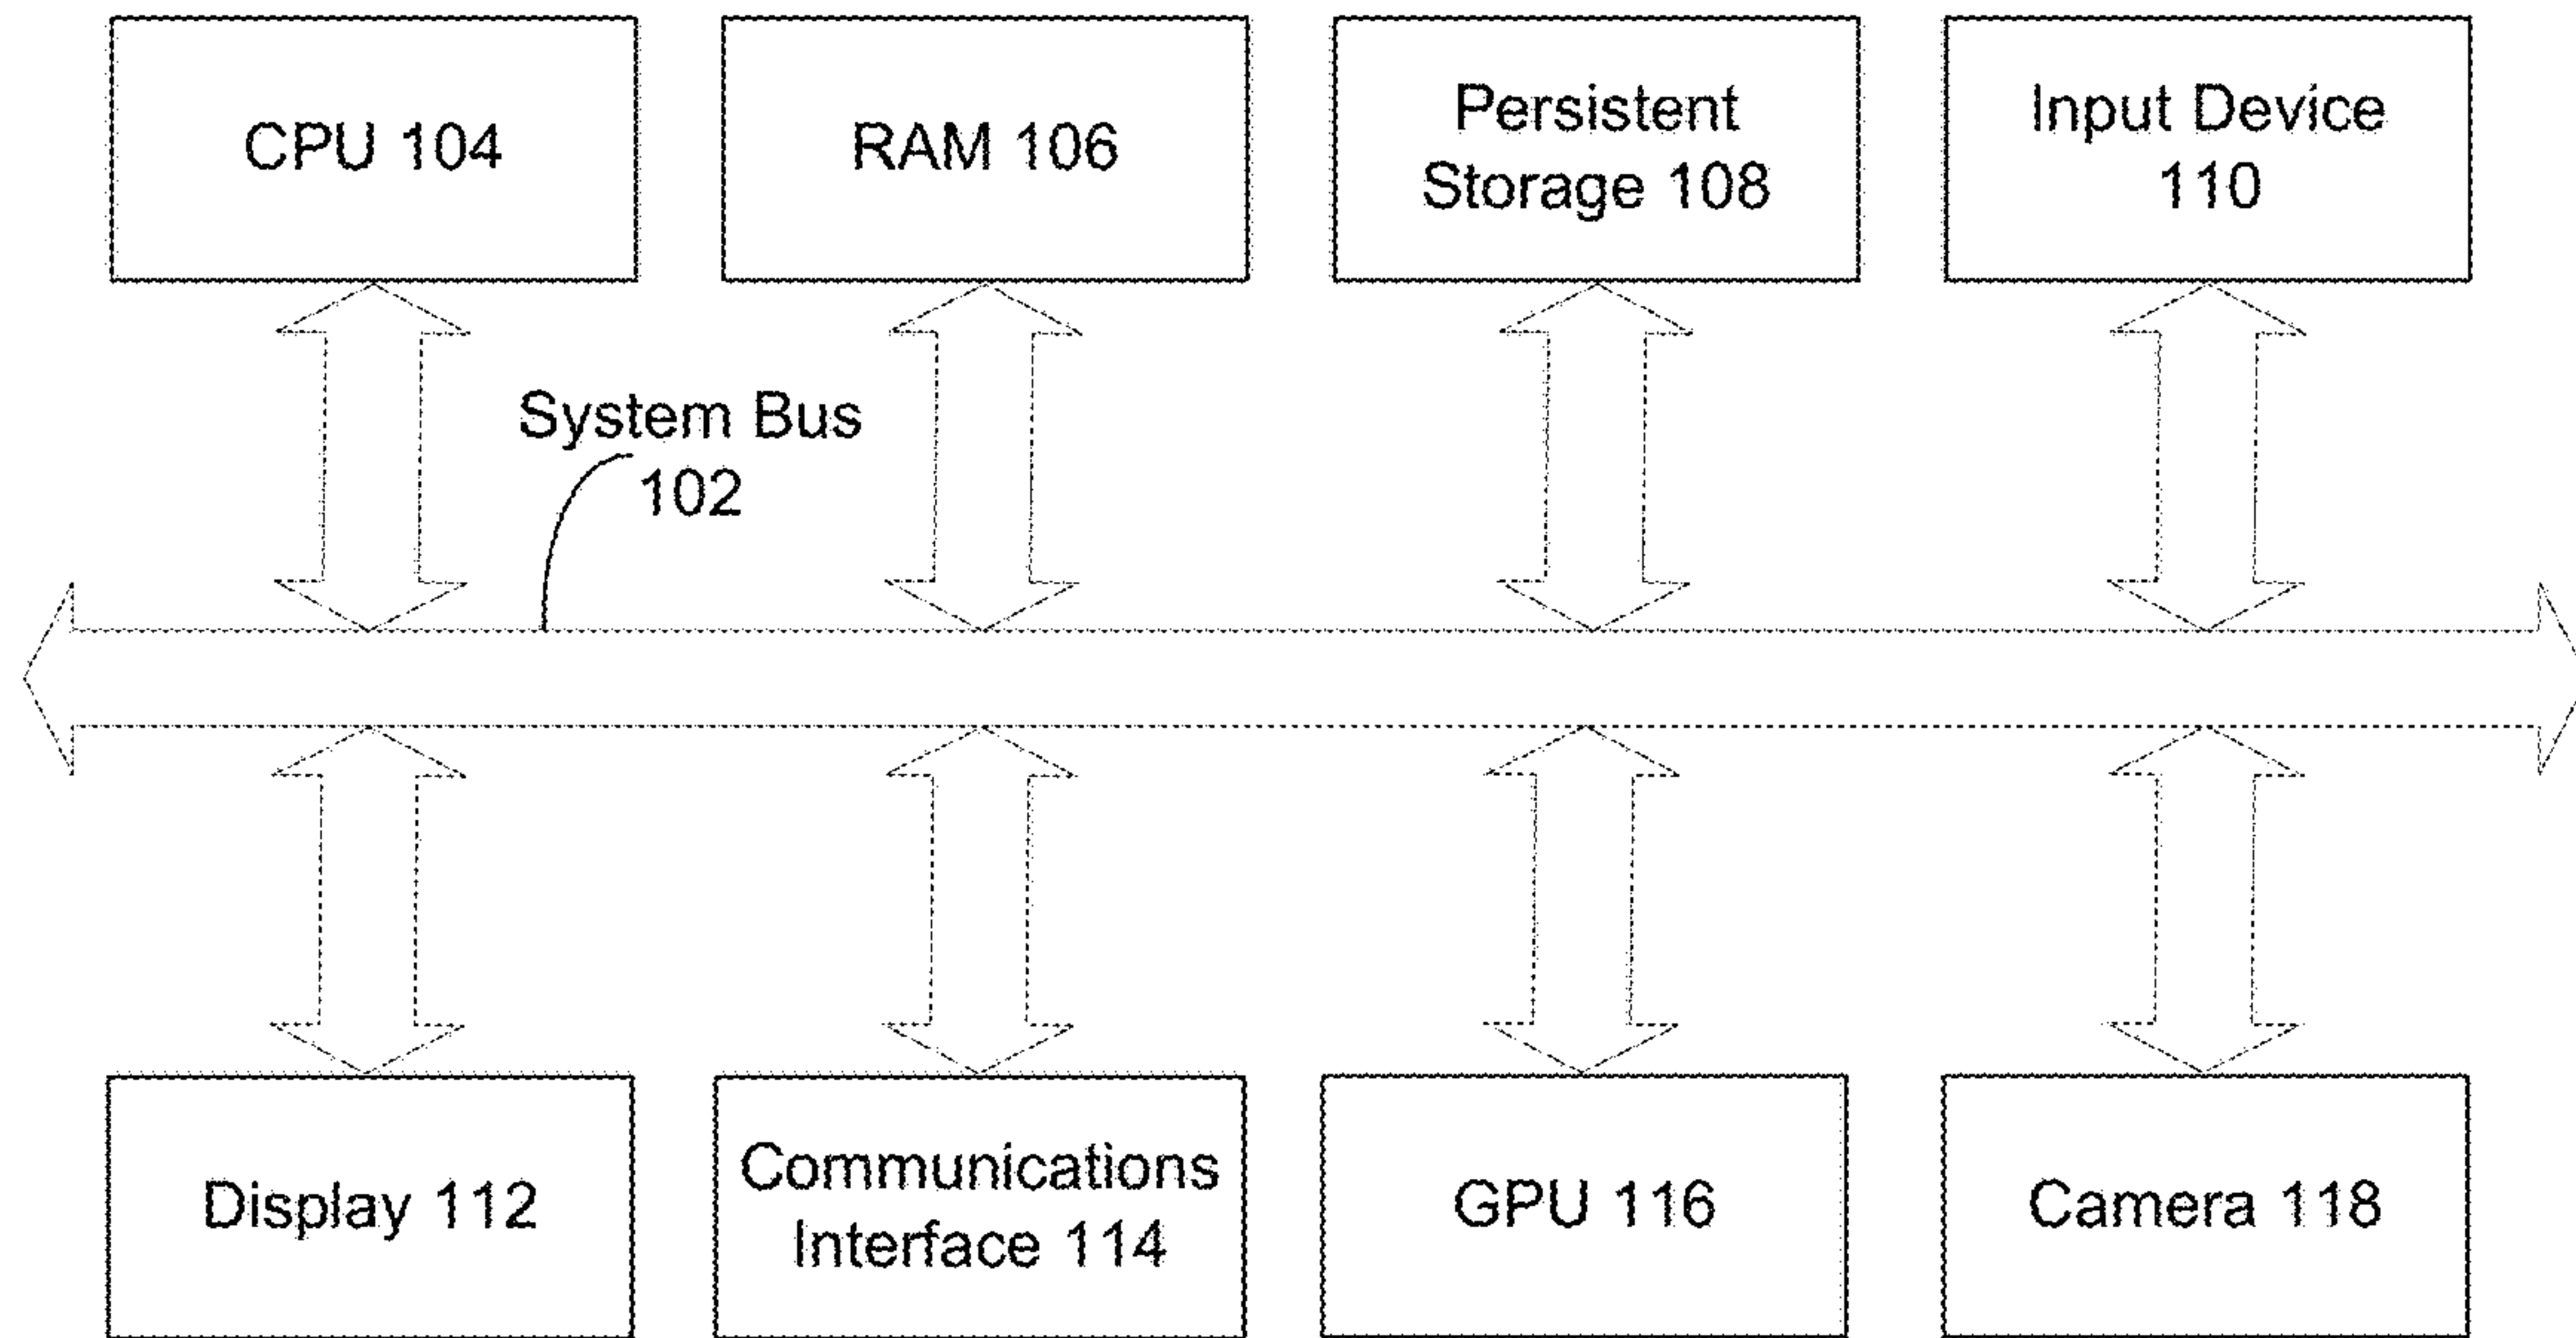 CPU 104
RAM 106
Persistent
Storage 108
Input Device
110
System Bus
102
Display 112
Communications
Interface 114
GPU 116
Camera 118